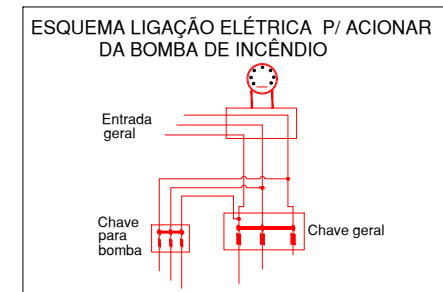 ESQUEMA LIGAÇÃO ELÉTRICA P/ ACIONAR
DA BOMBA DE INCÊNDIO
Entrada
geral
Chave
para
bomba
Chave geral